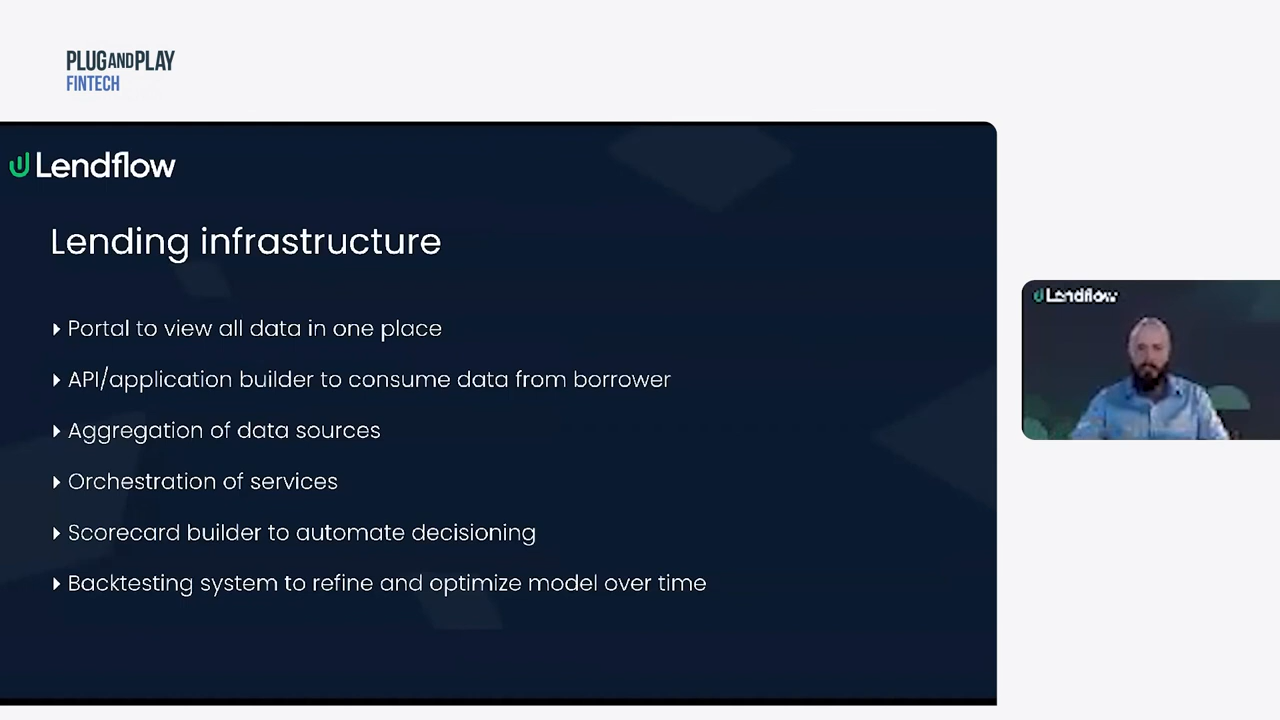 PLUGANDPLAY
FINTECH
Lendflow
Lending infrastructure
Portal to view all data in one place
API/application builder to consume data from borrower
Aggregation of data sources
Orchestration of services
Scorecard builder to automate decisioning
Backtesting system to refine and optimize model over time
Lendflow